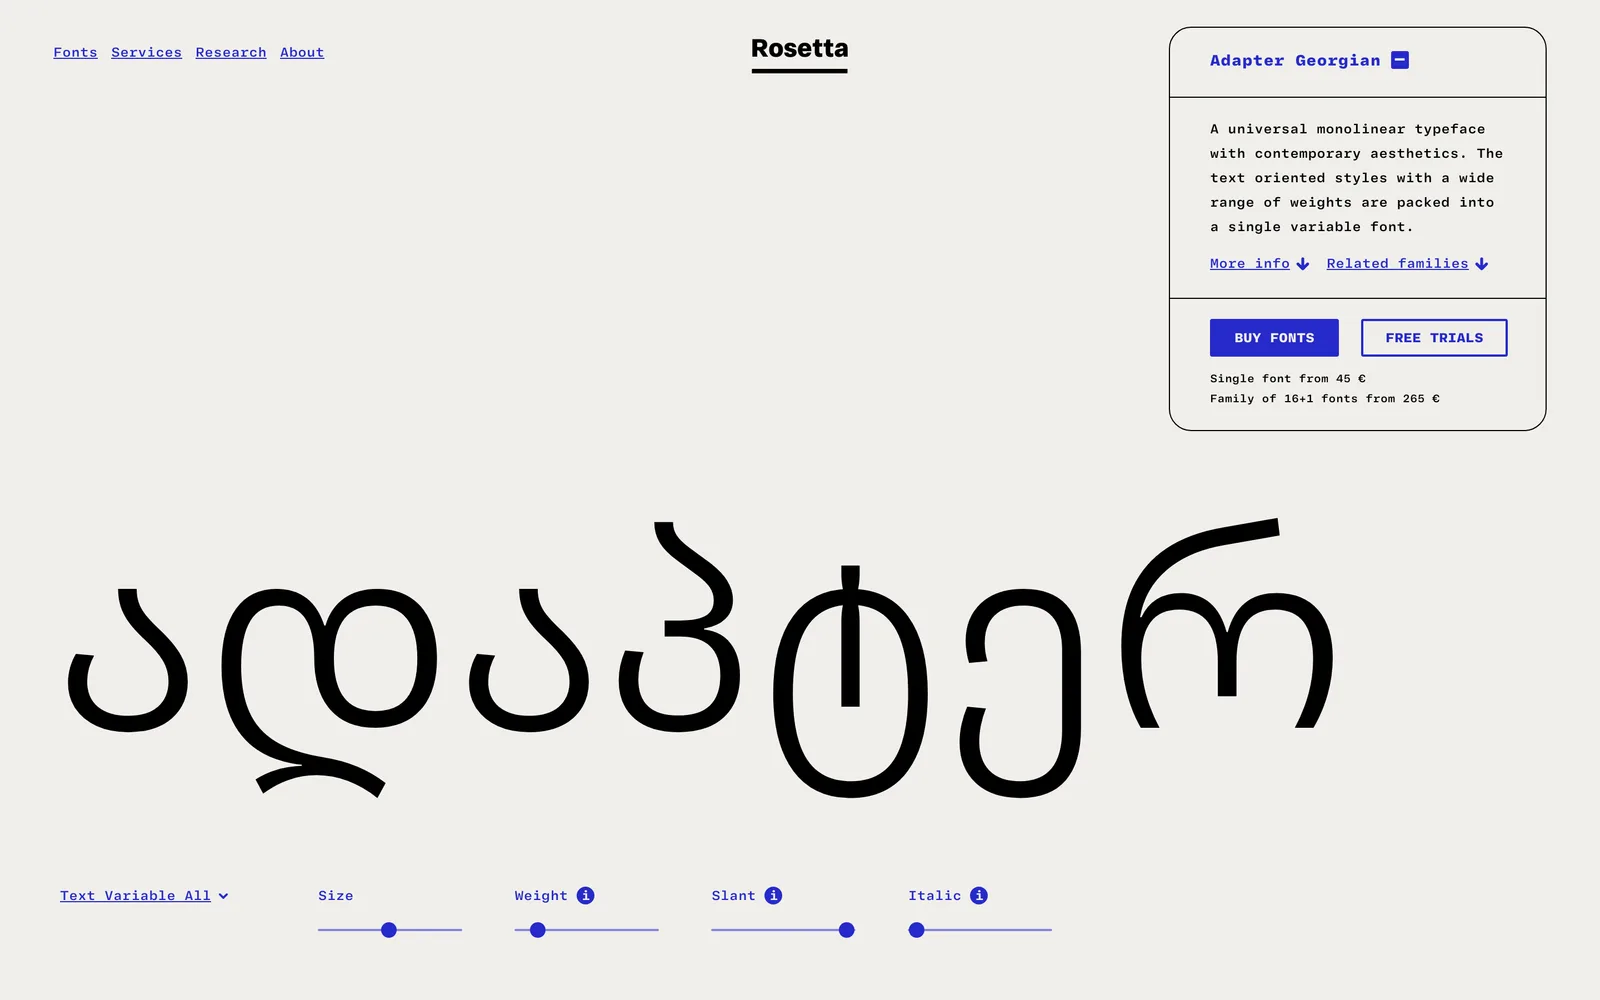 Fonts Services Research About
Rosetta
Adapter Georgian
A universal monolinear typeface
with contemporary aesthetics. The
text oriented styles with a wide
range of weights are packed into
a single variable font.
More info Related families
BUY FONTS FREE TRIALS
Single font from 45 €
Family of 16+1 fonts from 265 €
ადაპტერ
Text Variable All
Size
Weight i
Slant i
Italic i